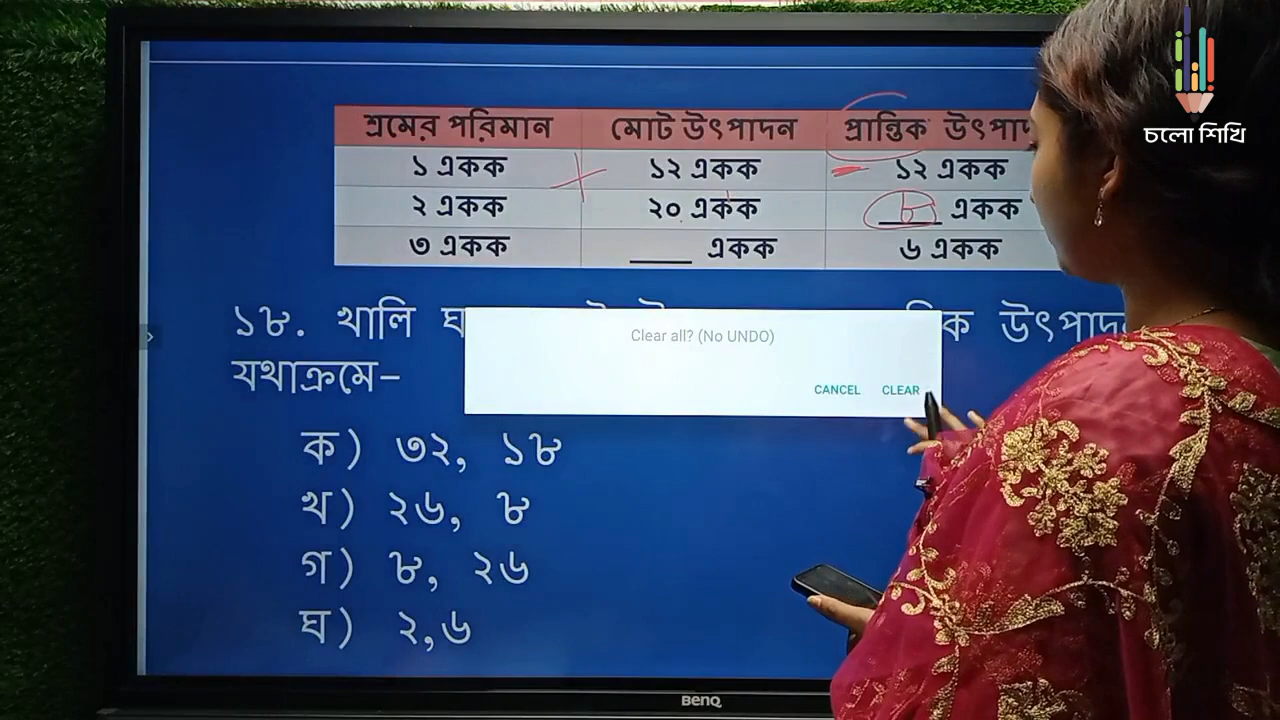 চলো শিখি
শ্রমের পরিমান মোট উৎপাদন প্রান্তিক
১ একক ১২ একক ১২ একক
২ একক ২০ একক ৮ একক
৩ একক ____ একক ৬ একক
১৮. খালি
যথাক্রমে-
Clear all? (No UNDO)
CANCEL CLEAR
ক) ৩২, ১৮
খ) ২৬, ৮
গ) ৮, ২৬
ঘ) ২,৬
BenQ